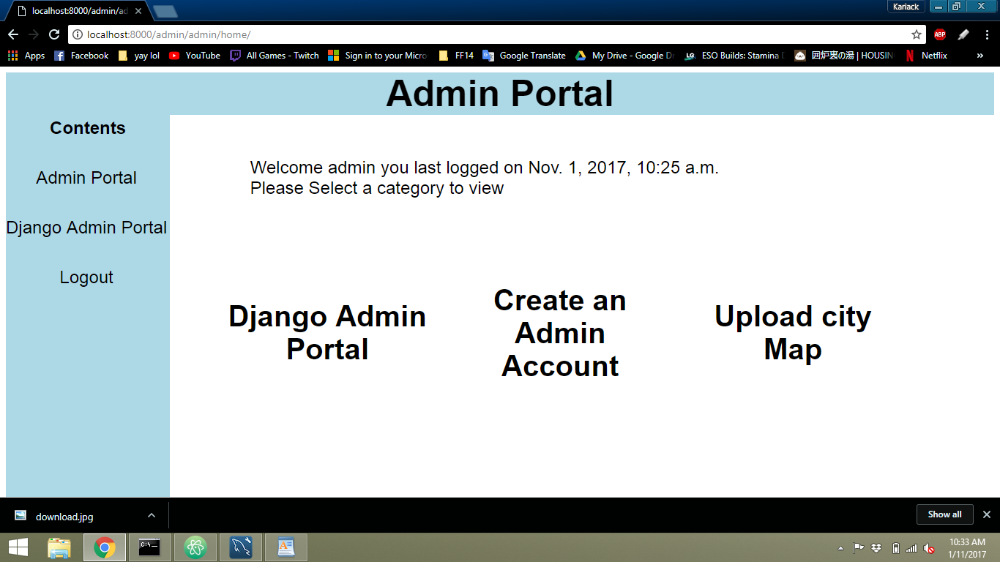 localhost:8000/admin/ad
Kariack
localhost:8000/admin/admin/home/
ABP
Apps
Facebook
yay lol
YouTube
All Games - Twitch
Sign in to your Micro
FF14
Google Translate
My Drive - Google Dr
LG
ESO Builds: Stamina D
囲炉裏の湯 | HOUSIN
Netflix
»
Admin Portal
Contents
Admin Portal
Django Admin Portal
Logout
Welcome admin you last logged on Nov. 1, 2017, 10:25 a.m.
Please Select a category to view
Django Admin
Portal
Create an
Admin
Account
Upload city
Map
download.jpg
Show all
C:\_
10:33 AM
1/11/2017